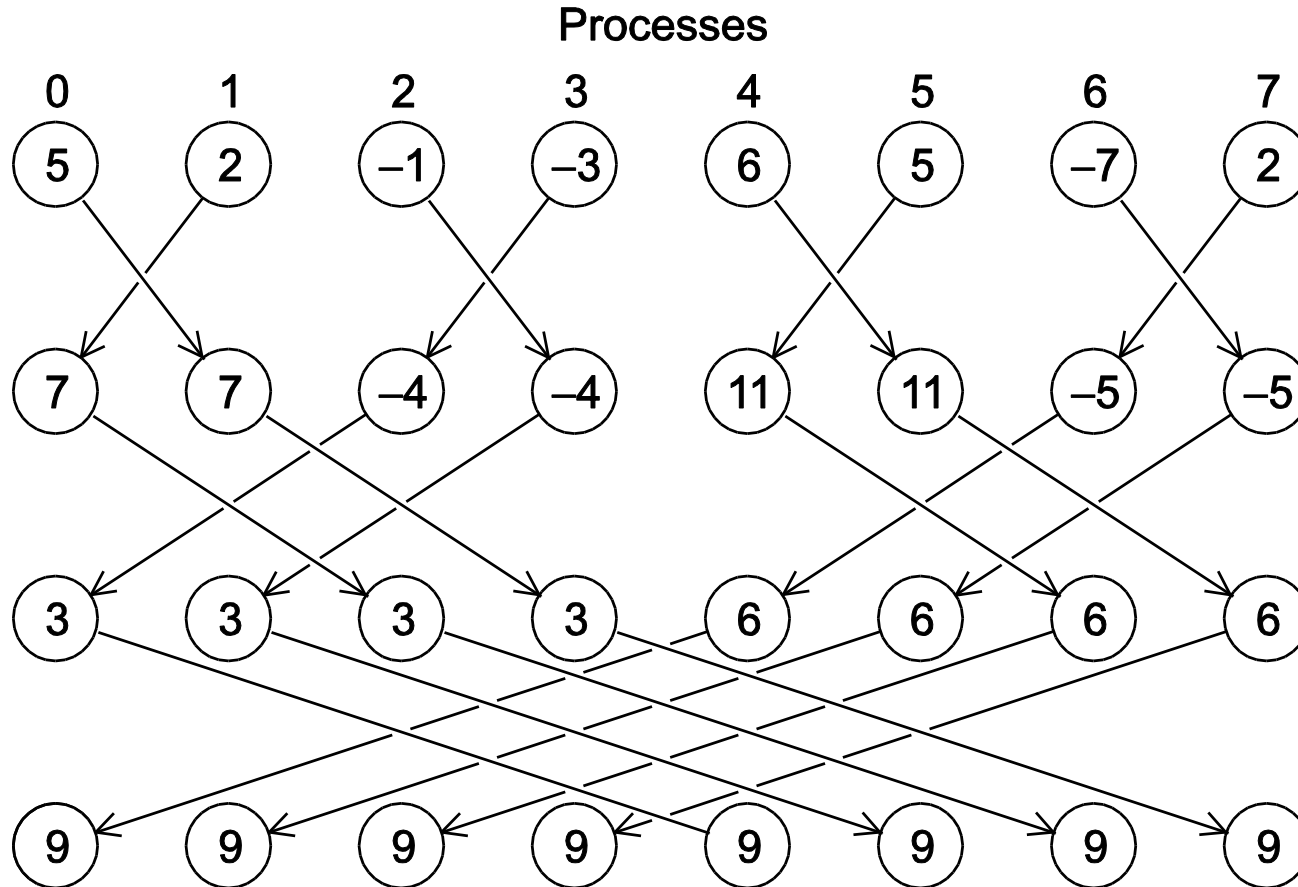 Processes
0 1 2 3 4 5 6 7
5 2 –1 –3 6 5 –7 2
7 7 –4 –4 11 11 –5 –5
3 3 3 3 6 6 6 6
9 9 9 9 9 9 9 9